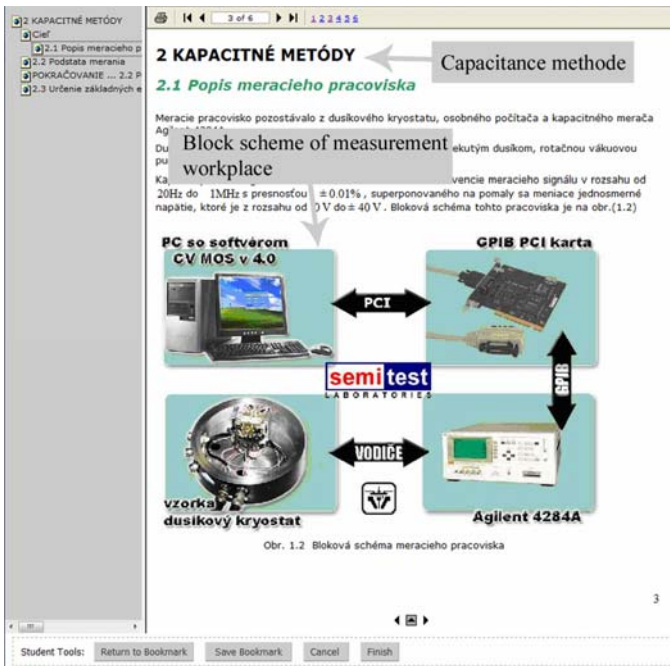 2 KAPACITNÉ METÓDY
Cieľ
2.1 Popis meracieho p
2.2 Podstata merania
POKRAČOVANIE ... 2.2 P
2.3 Určenie základných e
3 of 6
1 2 3 4 5 6
2 KAPACITNÉ METÓDY
Capacitance methode
2.1 Popis meracieho pracoviska
Meracie pracovisko pozostávalo z dusíkového kryostatu, osobného počítača a kapacitného merača
Block scheme of measurement
workplace
ekutým dusíkom, rotačnou vákuovou
vencie meracieho signálu v rozsahu od
20Hz do 1MHz s presnosťou ±0.01% , superponovaného na pomaly sa meniace jednosmerné
napätie, ktoré je z rozsahu od 0 V do ± 40 V . Bloková schéma tohto pracoviska je na obr.(1.2)
PC so softvérom
CV MOS v 4.0
GPIB PCI karta
PCI
GPIB
semitest
LABORATORIES
VODIČE
vzorka
dusíkový kryostat
Agilent 4284A
Obr. 1.2 Bloková schéma meracieho pracoviska
3
Student Tools:
Return to Bookmark
Save Bookmark
Cancel
Finish